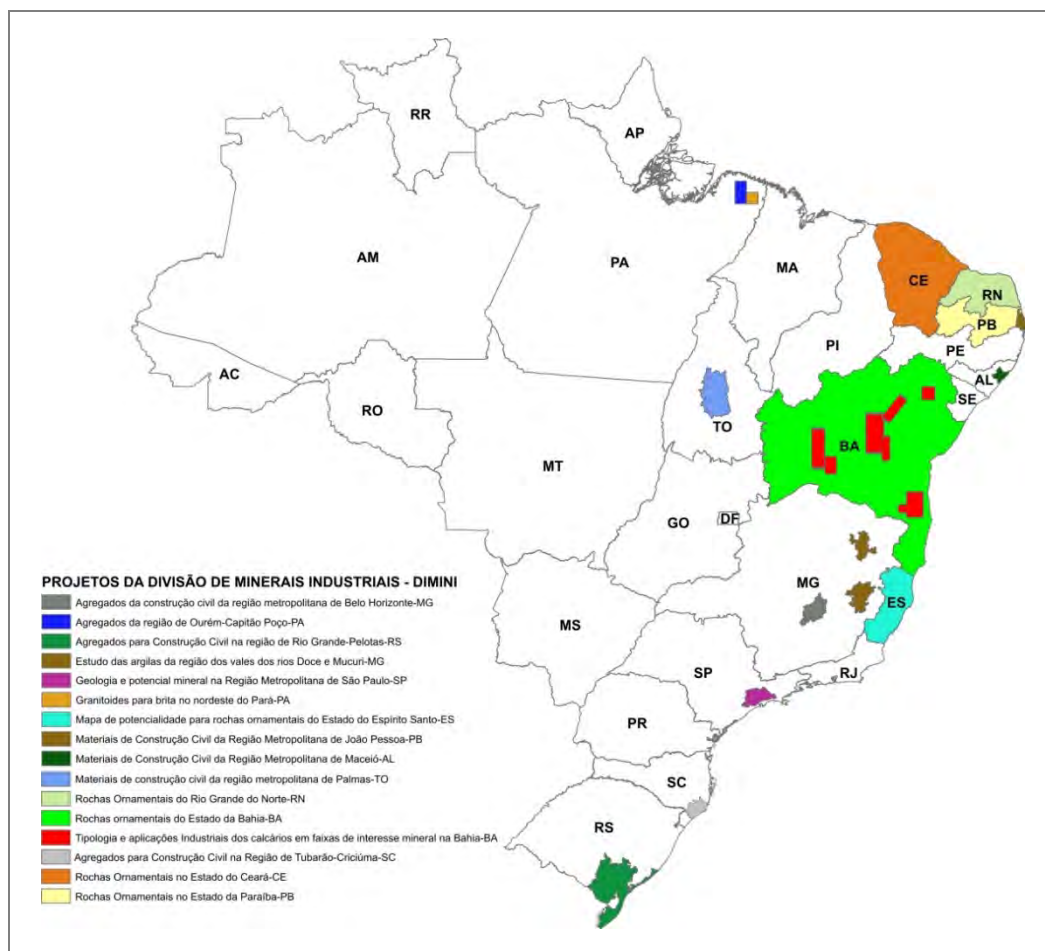 RR
AP
AM
PA
MA
CE
RN
PB
PI
PE
AC
AL
SE
RO
TO
BA
MT
GO
DF
MG
ES
MS
SP
RJ
PR
SC
RS
PROJETOS DA DIVISÃO DE MINERAIS INDUSTRIAIS - DIMINI
Agregados da construção civil da região metropolitana de Belo Horizonte-MG
Agregados da região de Ourém-Capitão Poço-PA
Agregados para Construção Civil na região de Rio Grande-Pelotas-RS
Estudo das argilas da região dos vales dos rios Doce e Mucuri-MG
Geologia e potencial mineral na Região Metropolitana de São Paulo-SP
Granitoides para brita no nordeste do Pará-PA
Mapa de potencialidade para rochas ornamentais do Estado do Espírito Santo-ES
Materiais de Construção Civil da Região Metropolitana de João Pessoa-PB
Materiais de Construção Civil da Região Metropolitana de Maceió-AL
Materiais de construção civil da região metropolitana de Palmas-TO
Rochas Ornamentais do Rio Grande do Norte-RN
Rochas ornamentais do Estado da Bahia-BA
Tipologia e aplicações Industriais dos calcários em faixas de interesse mineral na Bahia-BA
Agregados para Construção Civil na Região de Tubarão-Criciúma-SC
Rochas Ornamentais no Estado do Ceará-CE
Rochas Ornamentais no Estado da Paraíba-PB